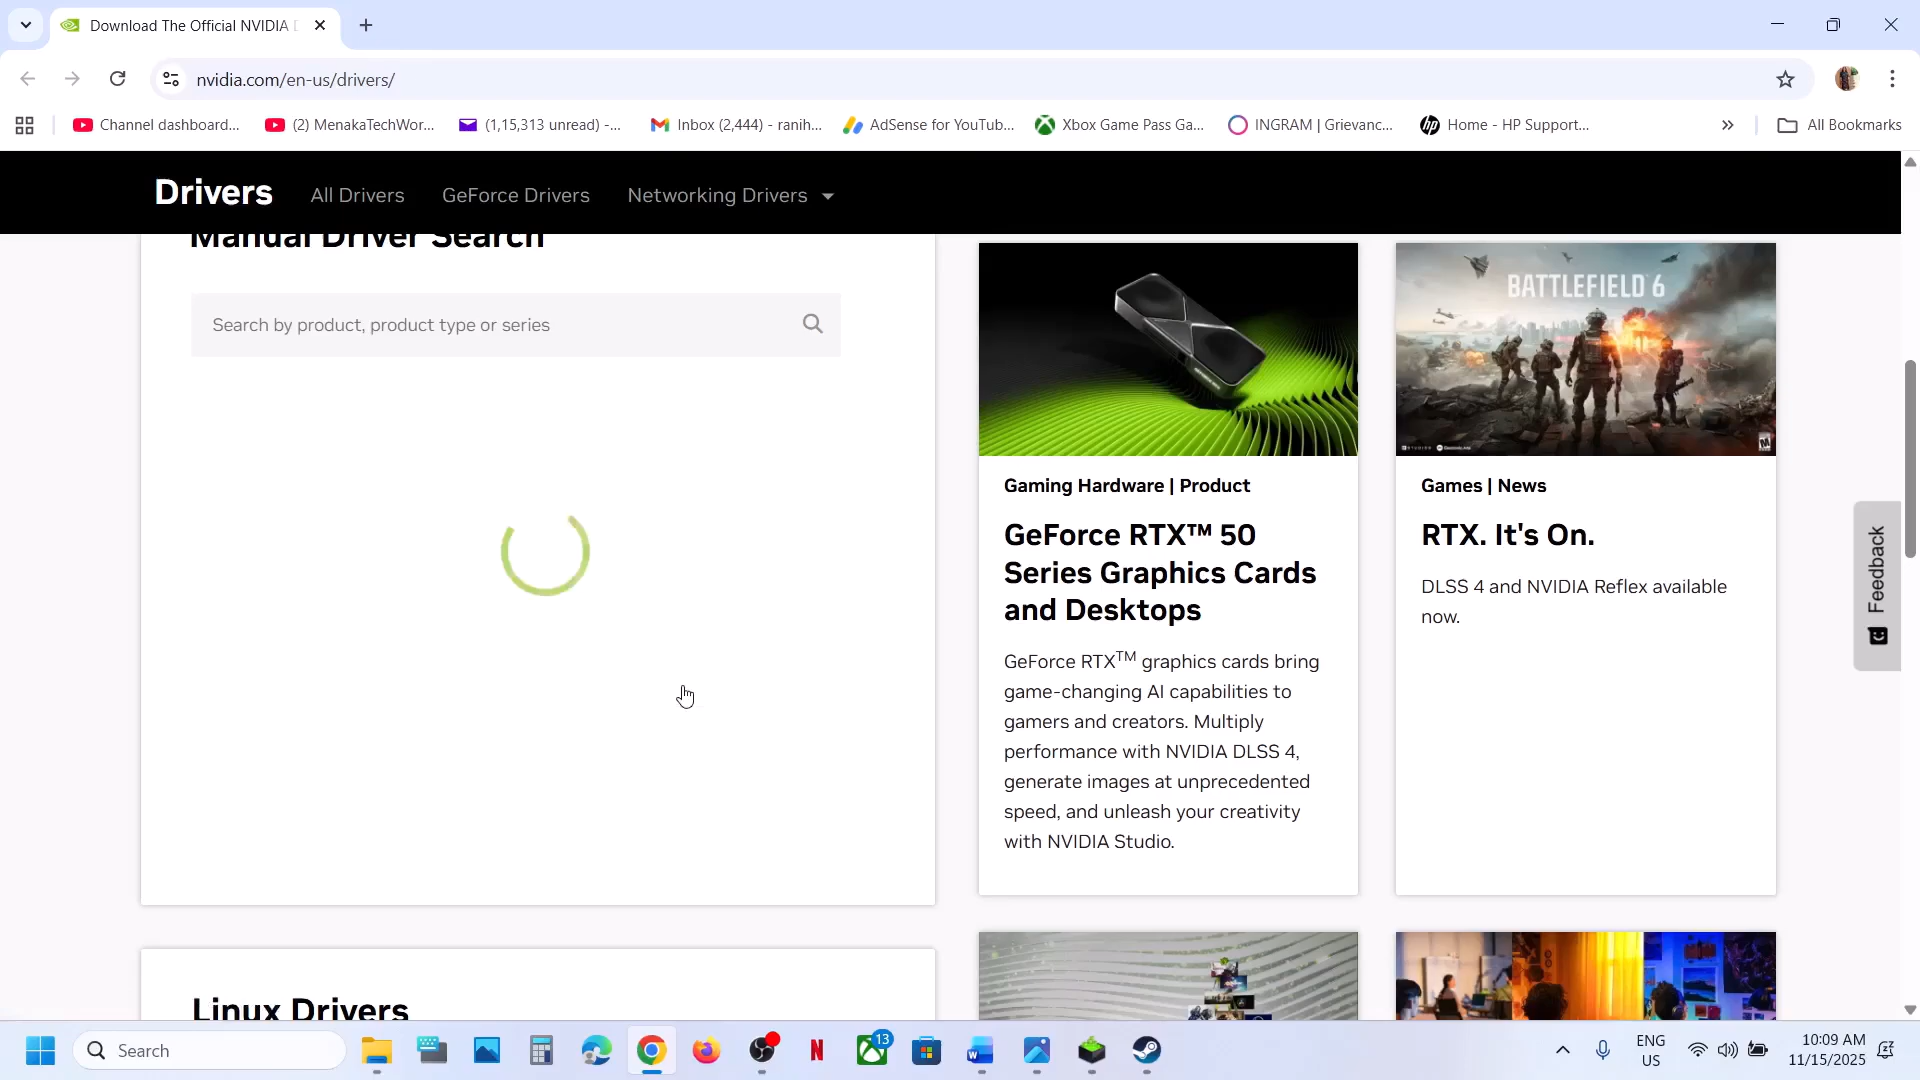 Download The Official NVIDIA D
nvidia.com/en-us/drivers/
Channel dashboard...
(2) MenakaTechWor...
(1,15,313 unread) -...
Inbox (2,444) - ranih...
AdSense for YouTub...
Xbox Game Pass Ga...
INGRAM | Grievanc...
Home - HP Support...
All Bookmarks
Drivers
All Drivers
GeForce Drivers
Networking Drivers
Manual Driver Search
Search by product, product type or series
BATTLEFIELD 6
Gaming Hardware | Product
GeForce RTX™ 50
Series Graphics Cards
and Desktops
GeForce RTXTM graphics cards bring
game-changing AI capabilities to
gamers and creators. Multiply
performance with NVIDIA DLSS 4,
generate images at unprecedented
speed, and unleash your creativity
with NVIDIA Studio.
Games | News
RTX. It's On.
DLSS 4 and NVIDIA Reflex available
now.
Feedback
Linux Drivers
Search
13
ENG
US
10:09 AM
11/15/2025